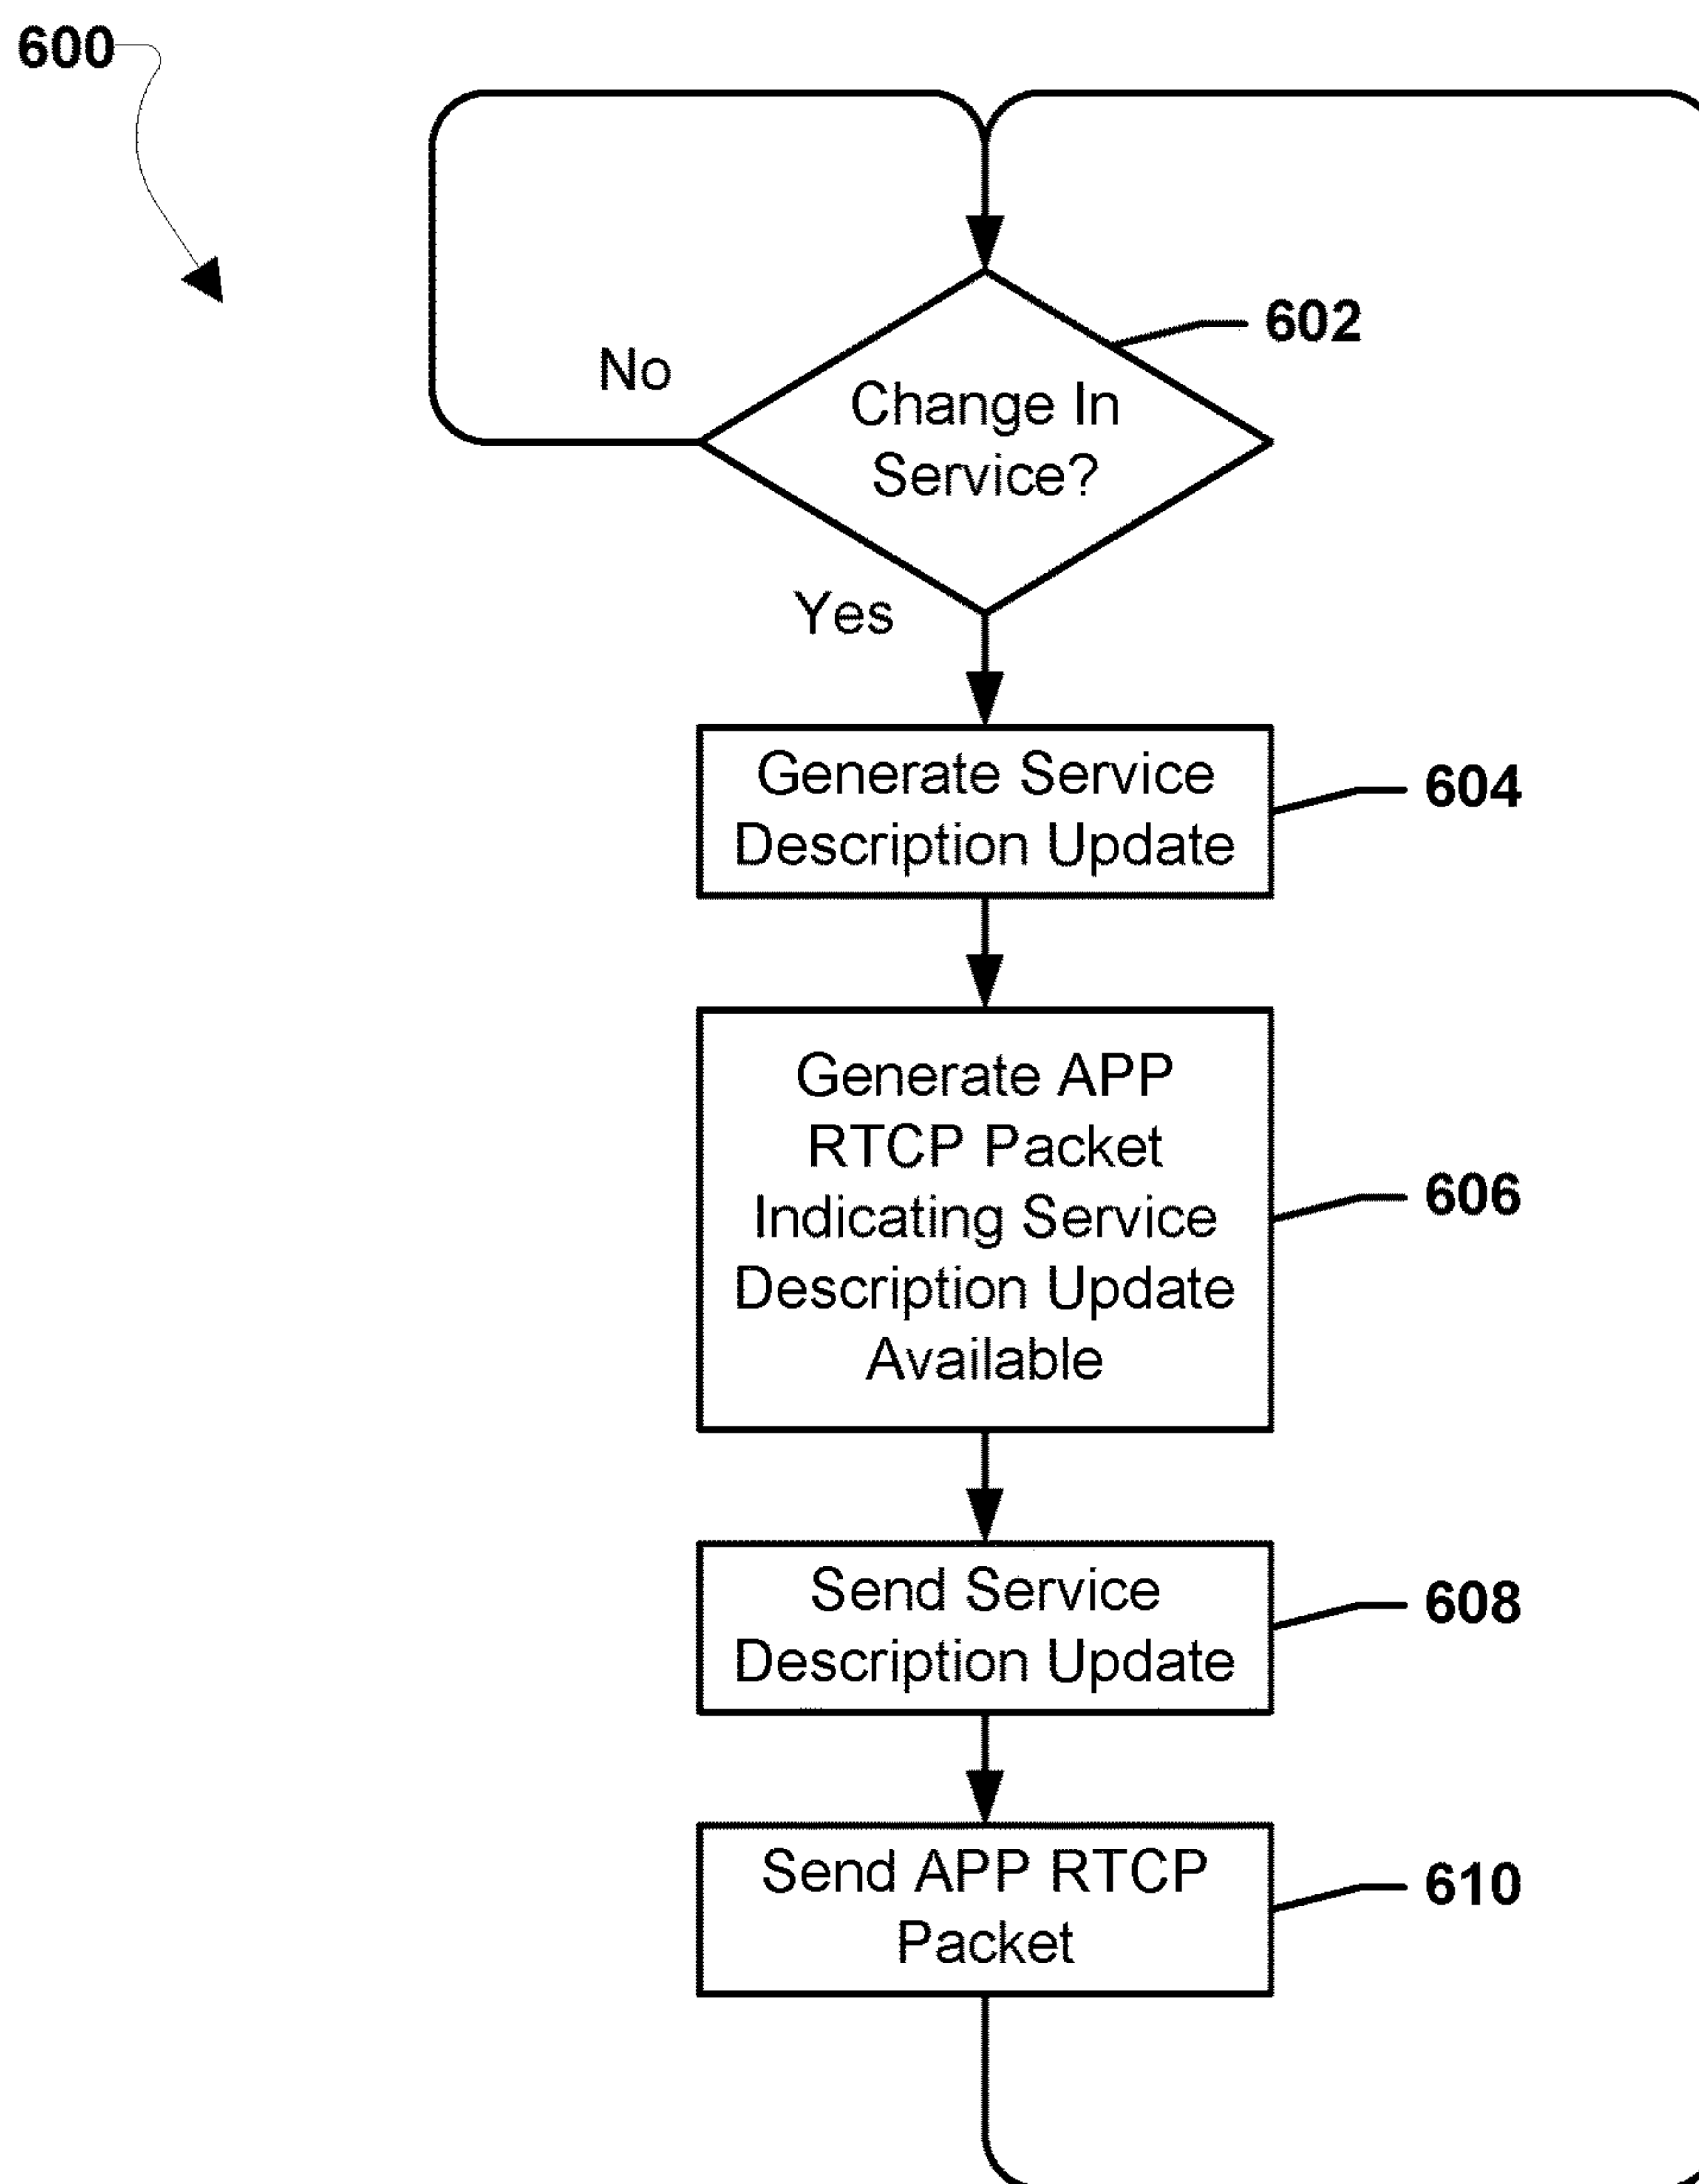 600
602
No
Change In
Service?
Yes
Generate Service
Description Update
604
Generate APP
RTCP Packet
Indicating Service
Description Update
Available
606
Send Service
Description Update
608
Send APP RTCP
Packet
610